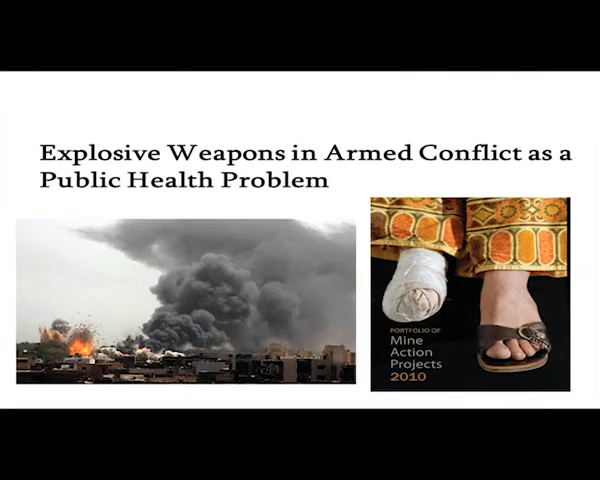 Explosive Weapons in Armed Conflict as a
Public Health Problem
PORTFOLIO OF
Mine
Action
Projects
2010